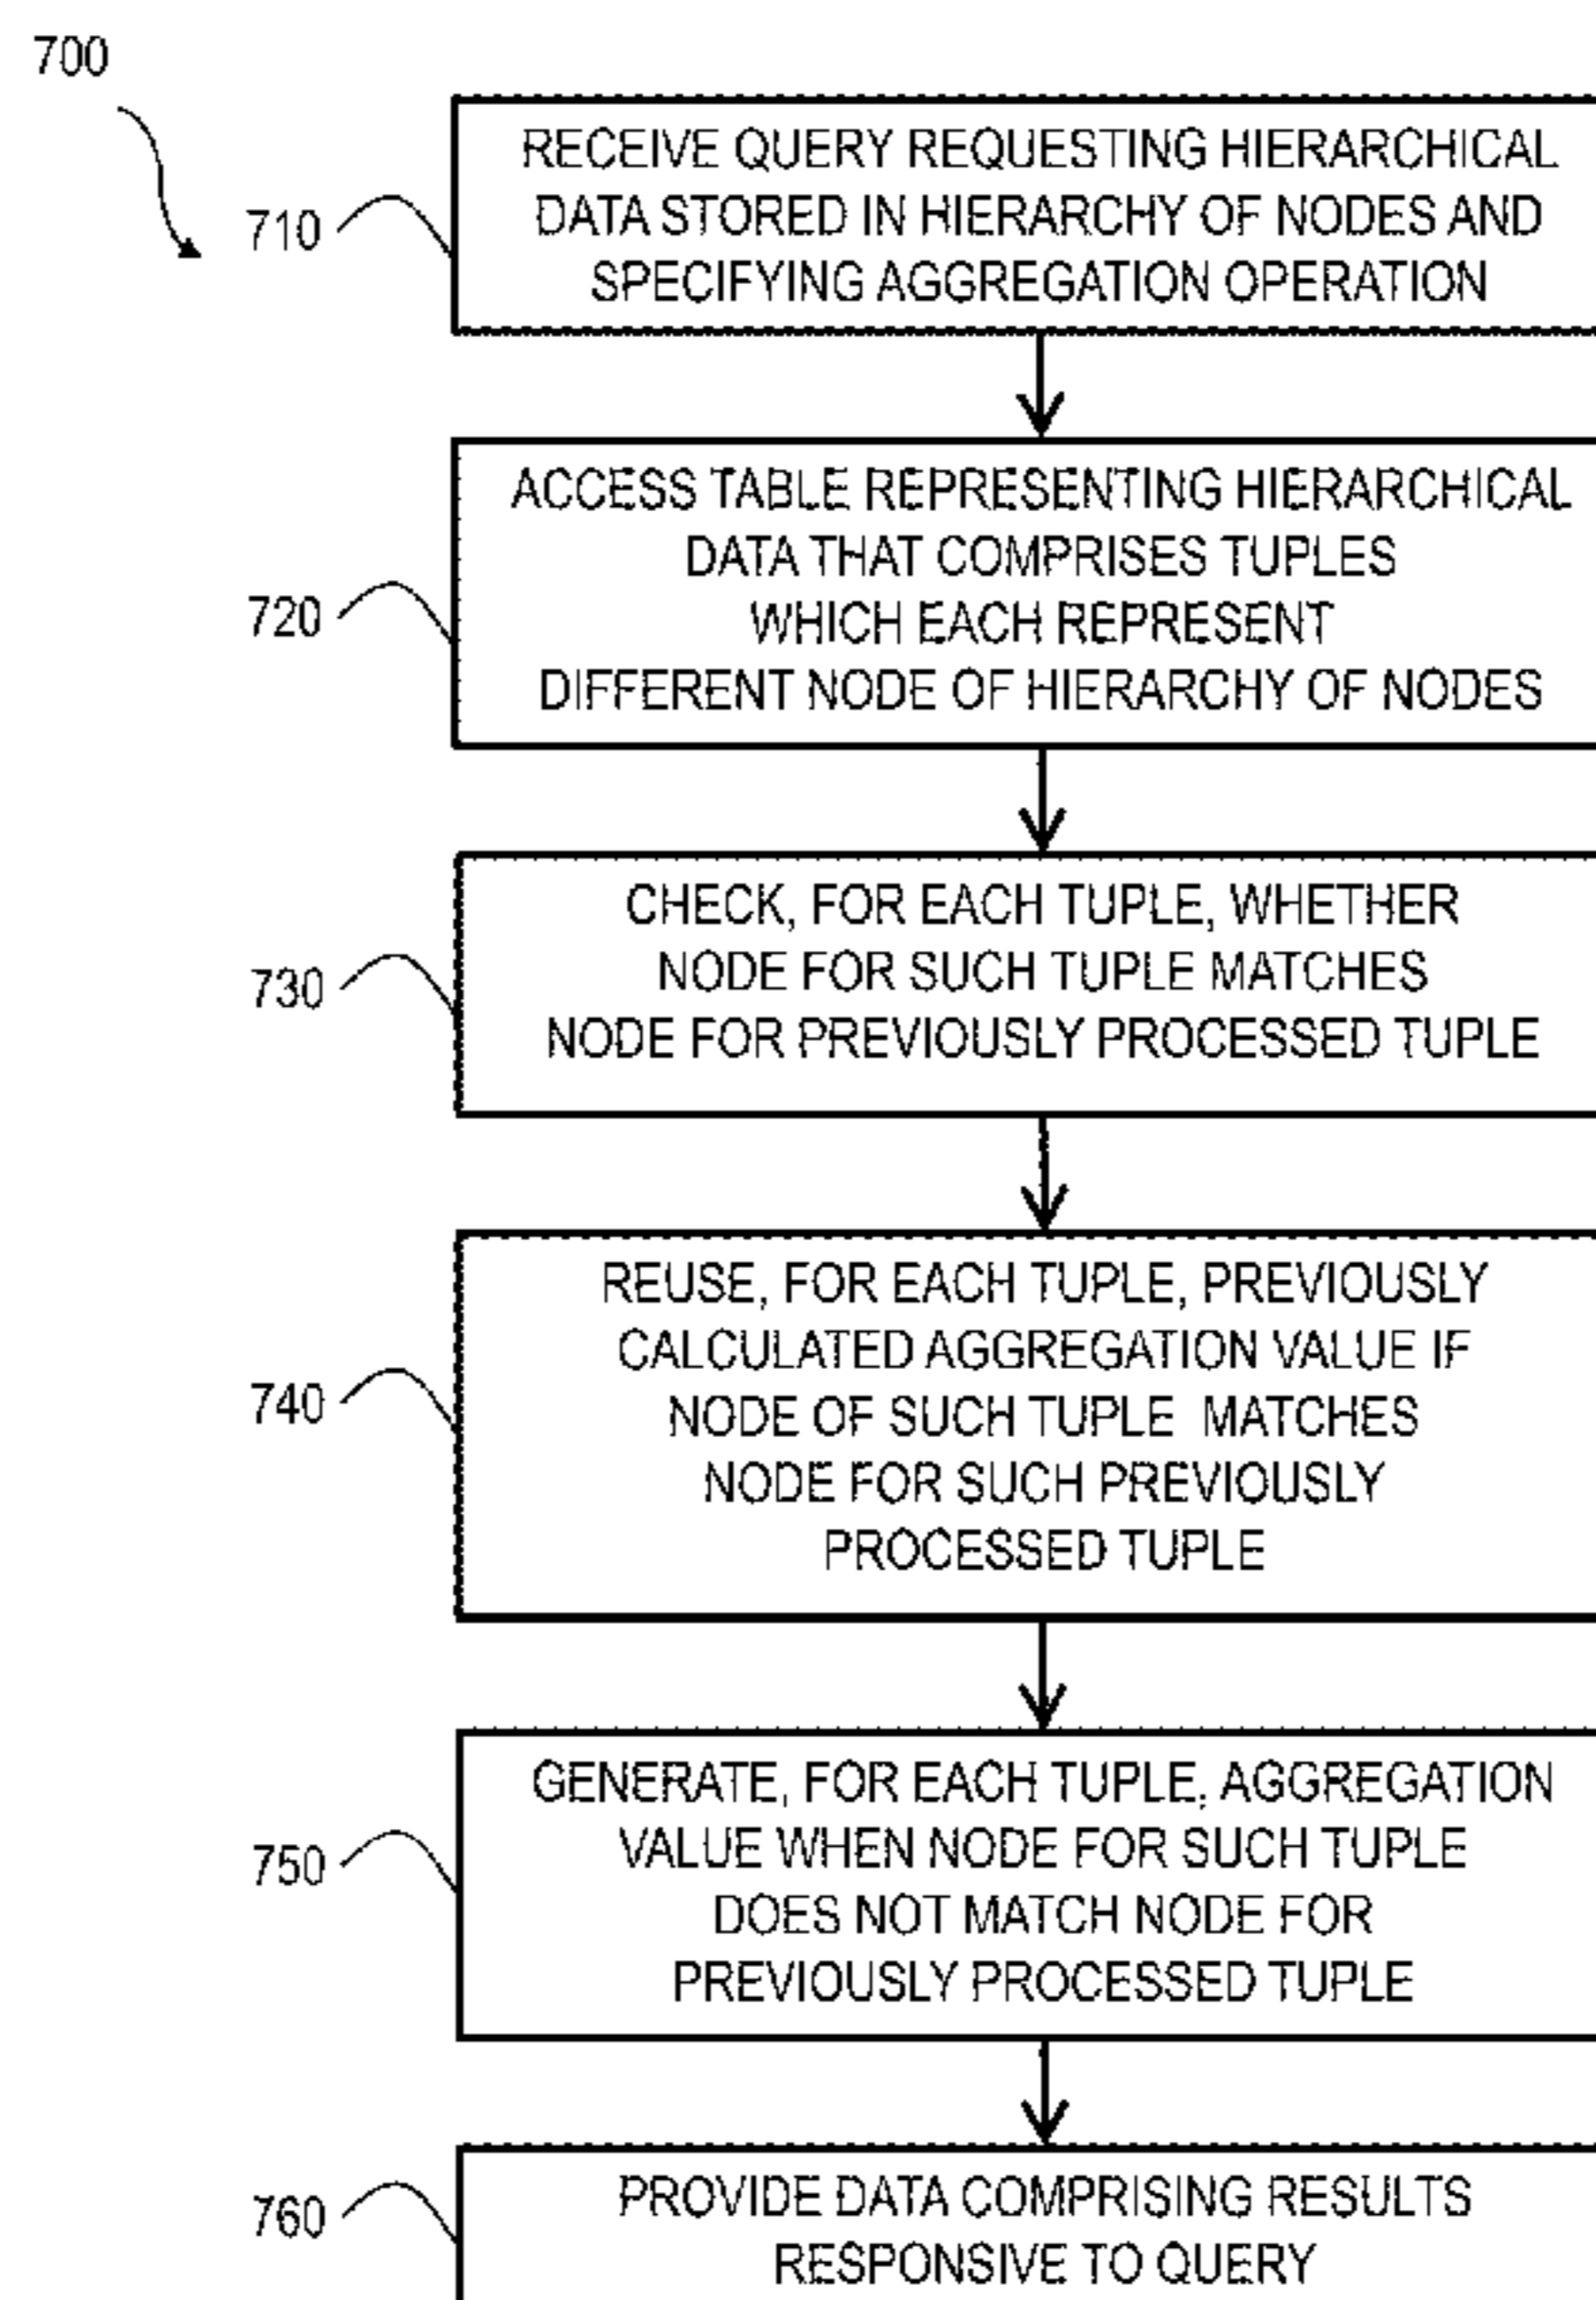 700
710
RECEIVE QUERY REQUESTING HIERARCHICAL
DATA STORED IN HIERARCHY OF NODES AND
SPECIFYING AGGREGATION OPERATION
720
ACCESS TABLE REPRESENTING HIERARCHICAL
DATA THAT COMPRISES TUPLES
WHICH EACH REPRESENT
DIFFERENT NODE OF HIERARCHY OF NODES
730
CHECK, FOR EACH TUPLE, WHETHER
NODE FOR SUCH TUPLE MATCHES
NODE FOR PREVIOUSLY PROCESSED TUPLE
740
REUSE, FOR EACH TUPLE, PREVIOUSLY
CALCULATED AGGREGATION VALUE IF
NODE OF SUCH TUPLE MATCHES
NODE FOR SUCH PREVIOUSLY
PROCESSED TUPLE
750
GENERATE, FOR EACH TUPLE, AGGREGATION
VALUE WHEN NODE FOR SUCH TUPLE
DOES NOT MATCH NODE FOR
PREVIOUSLY PROCESSED TUPLE
760
PROVIDE DATA COMPRISING RESULTS
RESPONSIVE TO QUERY